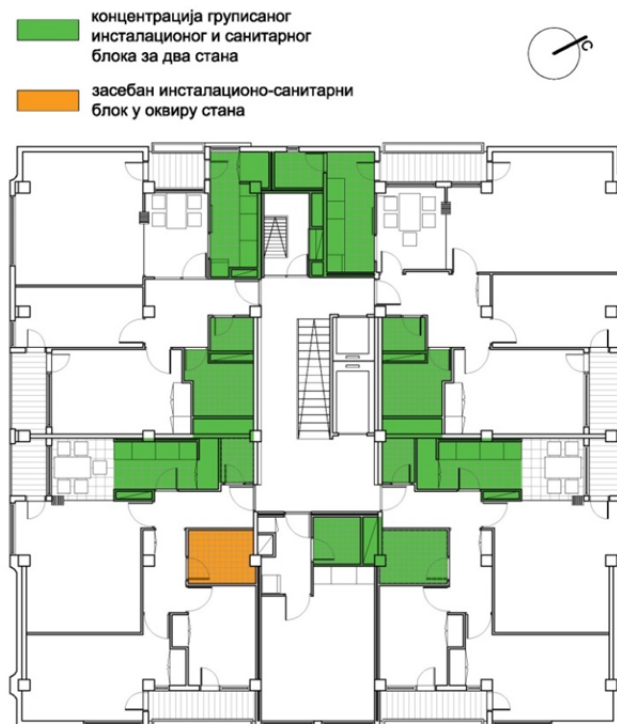 концентрација груписаног
инсталационог и санитарног
блока за два стана
с
засебан инсталационо-санитарни
блок у оквиру стана